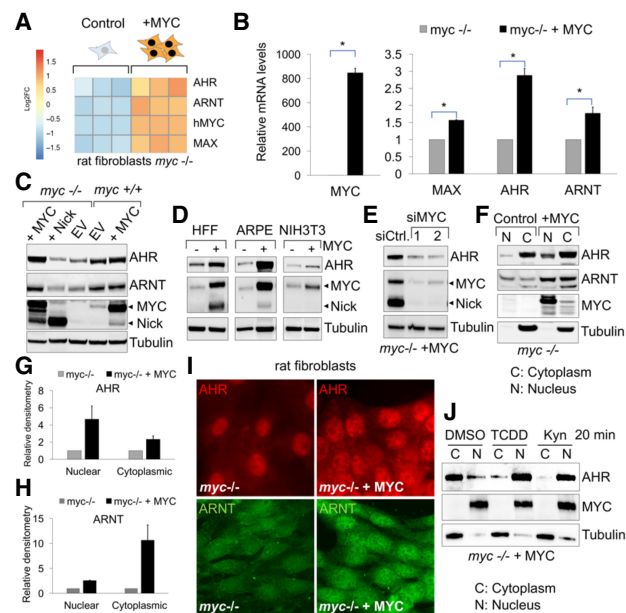 A
Control
+MYC
Log2FC
1.5
1.0
0.5
0
−0.5
−1.0
−1.5
AHR
ARNT
hMYC
MAX
rat fibroblasts myc -/-
B
myc -/-
myc-/- + MYC
Relative mRNA levels
1000
800
600
400
200
0
*
MYC
3.5
3
2.5
2
1.5
1
0.5
0
* * *
MAX AHR ARNT
C
myc -/- myc +/+
+ MYC + Nick EV EV + MYC
AHR
ARNT
MYC
Nick
Tubulin
D
HFF ARPE NIH3T3
- + - + - + MYC
AHR
MYC
Nick
Tubulin
E
siMYC
siCtrl. 1 2
AHR
MYC
Nick
Tubulin
myc-/- +MYC
F
Control +MYC
N C N C
AHR
ARNT
MYC
Tubulin
myc -/-
C: Cytoplasm
N: Nucleus
G
myc-/- myc-/- + MYC
AHR
Relative densitometry
8
6
4
2
0
Nuclear Cytoplasmic
H
myc-/- myc-/- + MYC
ARNT
Relative densitometry
15
10
5
0
Nuclear Cytoplasmic
I
rat fibroblasts
AHR AHR
myc-/- myc-/- + MYC
ARNT ARNT
myc-/- myc-/- + MYC
J
DMSO TCDD Kyn 20 min
C N C N C N
AHR
MYC
Tubulin
myc -/- + MYC
C: Cytoplasm
N: Nucleus